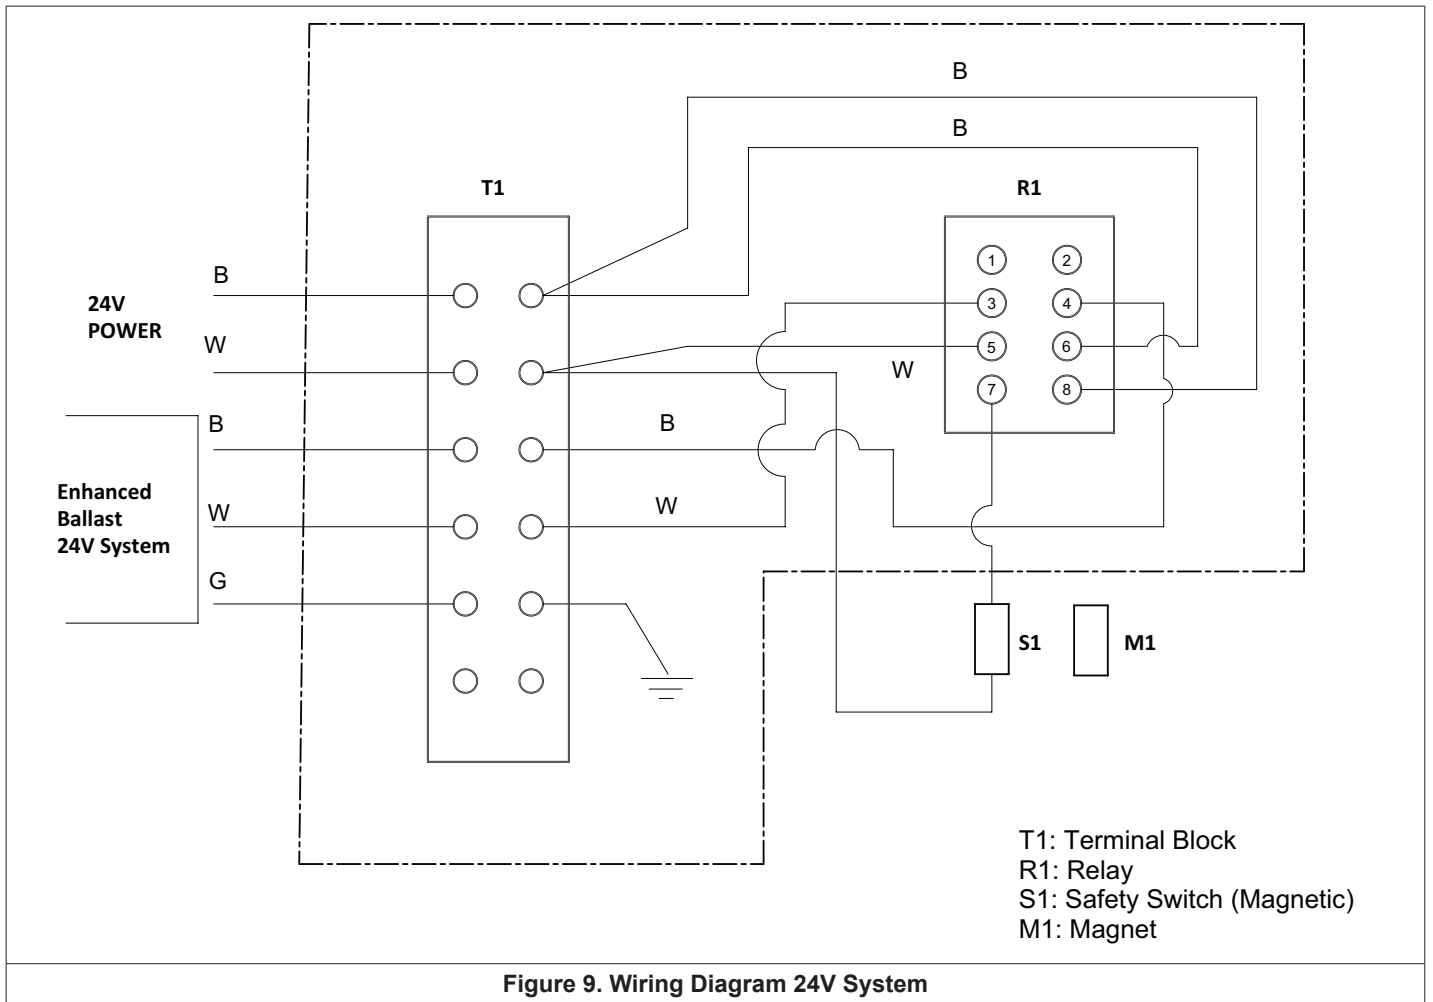 B
B
T1
R1
1
2
B
24V
POWER
3
4
W
5
6
W
7
8
B
B
Enhanced
Ballast
24V System
W
W
G
S1
M1
T1: Terminal Block
R1: Relay
S1: Safety Switch (Magnetic)
M1: Magnet
Figure 9. Wiring Diagram 24V System